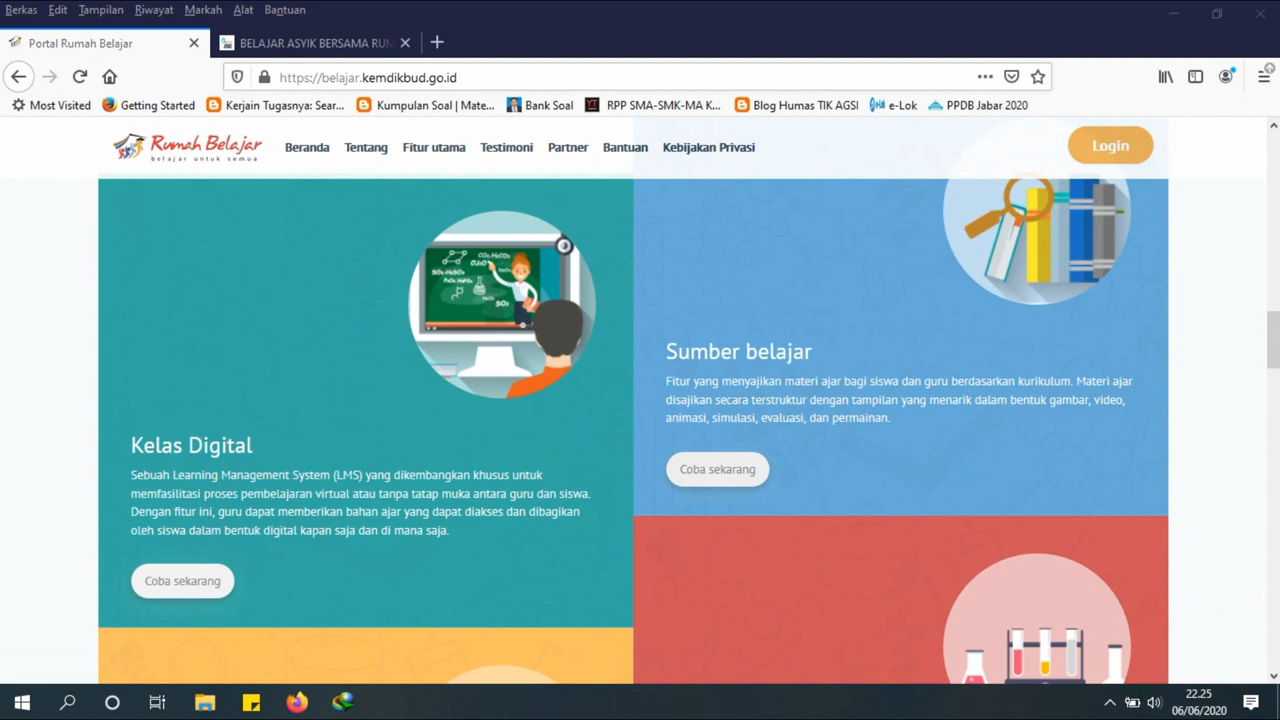 Berkas Edit Tampilan Riwayat Markah Alat Bantuan
Portal Rumah Belajar
BELAJAR ASYIK BERSAMA RUM
https://belajar.kemdikbud.go.id
Most Visited
Getting Started
Kerjain Tugasnya: Sear...
Kumpulan Soal | Mate...
Bank Soal
RPP SMA-SMK-MA K...
Blog Humas TIK AGSI
e-Lok
PPDB Jabar 2020
Rumah Belajar
belajar untuk semua
Beranda Tentang Fitur utama Testimoni Partner Bantuan Kebijakan Privasi
Login
Kelas Digital
Sebuah Learning Management System (LMS) yang dikembangkan khusus untuk
memfasilitasi proses pembelajaran virtual atau tanpa tatap muka antara guru dan siswa.
Dengan fitur ini, guru dapat memberikan bahan ajar yang dapat diakses dan dibagikan
oleh siswa dalam bentuk digital kapan saja dan di mana saja.
Coba sekarang
Sumber belajar
Fitur yang menyajikan materi ajar bagi siswa dan guru berdasarkan kurikulum. Materi ajar
disajikan secara terstruktur dengan tampilan yang menarik dalam bentuk gambar, video,
animasi, simulasi, evaluasi, dan permainan.
Coba sekarang
22.25
06/06/2020